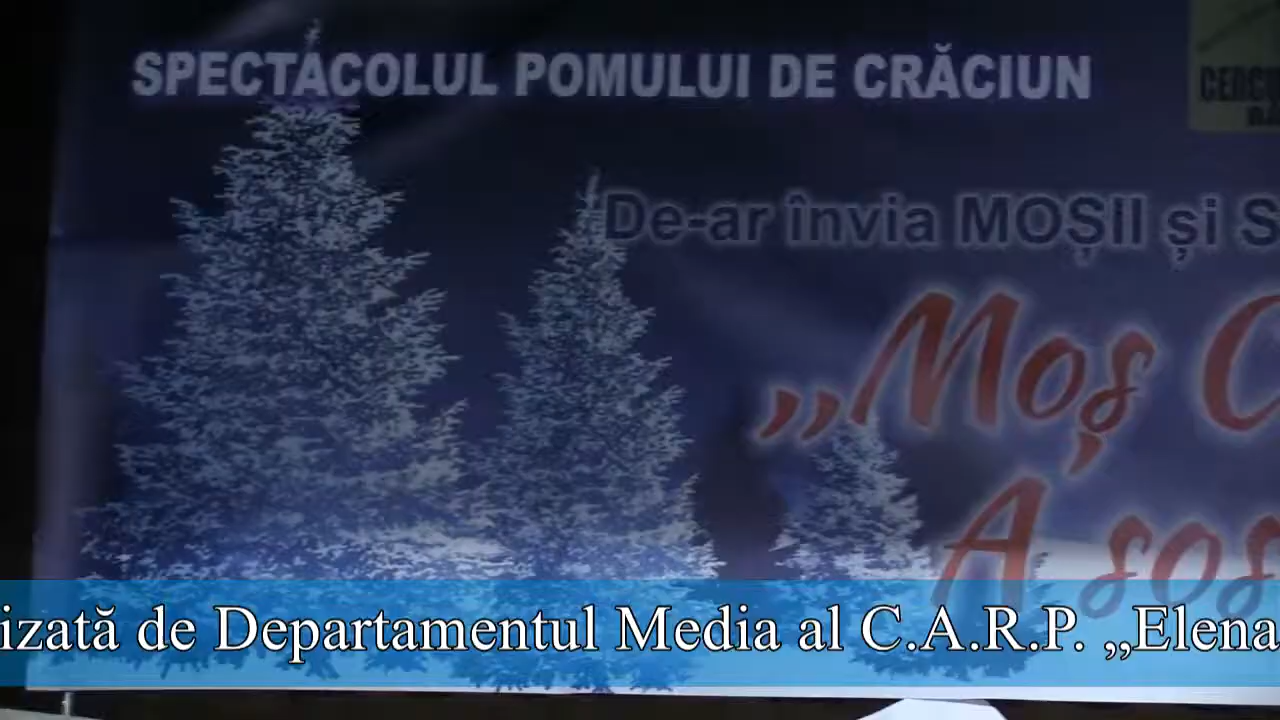 SPECTACOLUL POMULUI DE CRĂCIUN
De-ar învia MOȘII și S
„Moș C
A sos
izată de Departamentul Media al C.A.R.P. „Elena